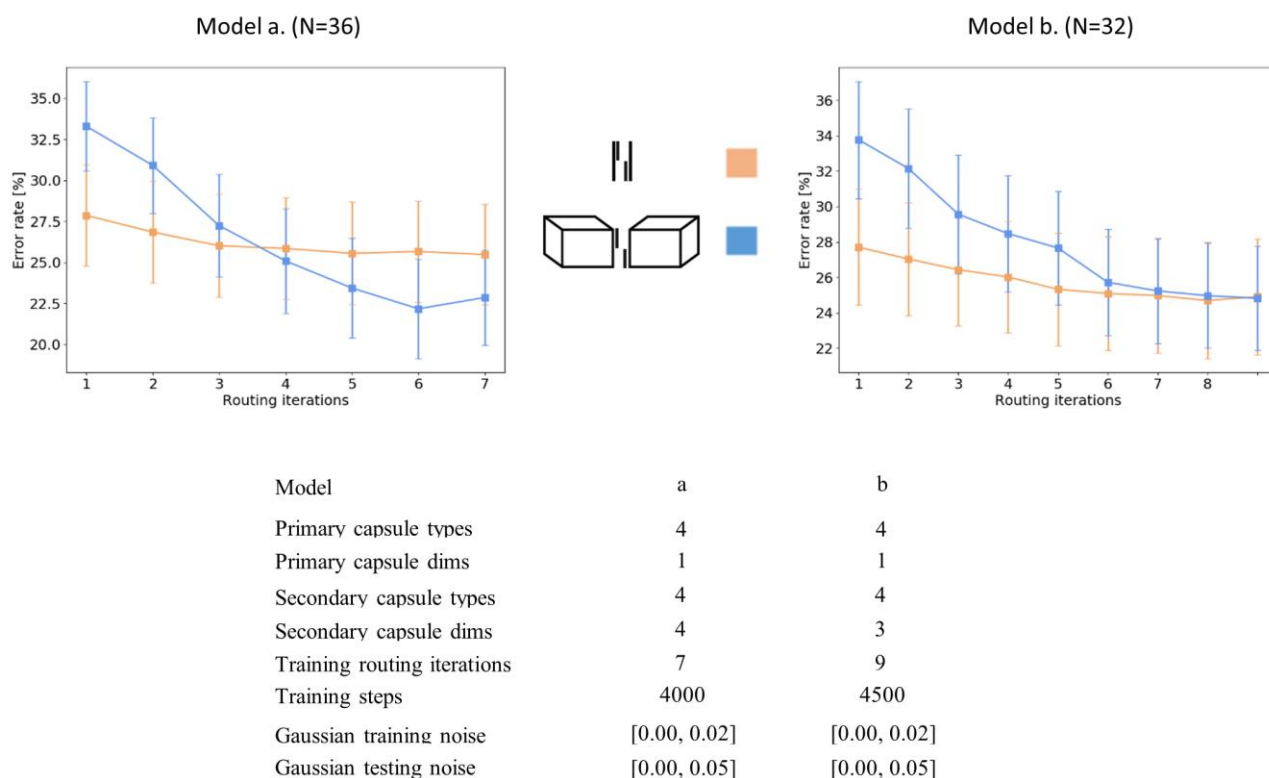 Model a. (N=36)
Model b. (N=32)
Error rate [%]
35.0
32.5
30.0
27.5
25.0
22.5
20.0
1 2 3 4 5 6 7
Routing iterations
Error rate [%]
36
34
32
30
28
26
24
22
1 2 3 4 5 6 7 8
Routing iterations
Model a b
Primary capsule types 4 4
Primary capsule dims 1 1
Secondary capsule types 4 4
Secondary capsule dims 4 3
Training routing iterations 7 9
Training steps 4000 4500
Gaussian training noise [0.00, 0.02] [0.00, 0.02]
Gaussian testing noise [0.00, 0.05] [0.00, 0.05]